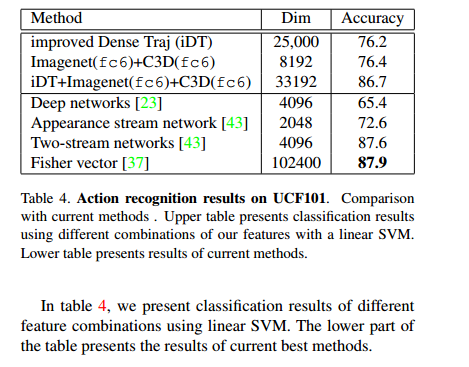 Method Dim Accuracy
improved Dense Traj (iDT) 25,000 76.2
Imagenet(fc6)+C3D(fc6) 8192 76.4
iDT+Imagenet(fc6)+C3D(fc6) 33192 86.7
Deep networks [23] 4096 65.4
Appearance stream network [43] 2048 72.6
Two-stream networks [43] 4096 87.6
Fisher vector [37] 102400 87.9
Table 4. Action recognition results on UCF101. Comparison
with current methods . Upper table presents classification results
using different combinations of our features with a linear SVM.
Lower table presents results of current methods.
In table 4, we present classification results of different
feature combinations using linear SVM. The lower part of
the table presents the results of current best methods.